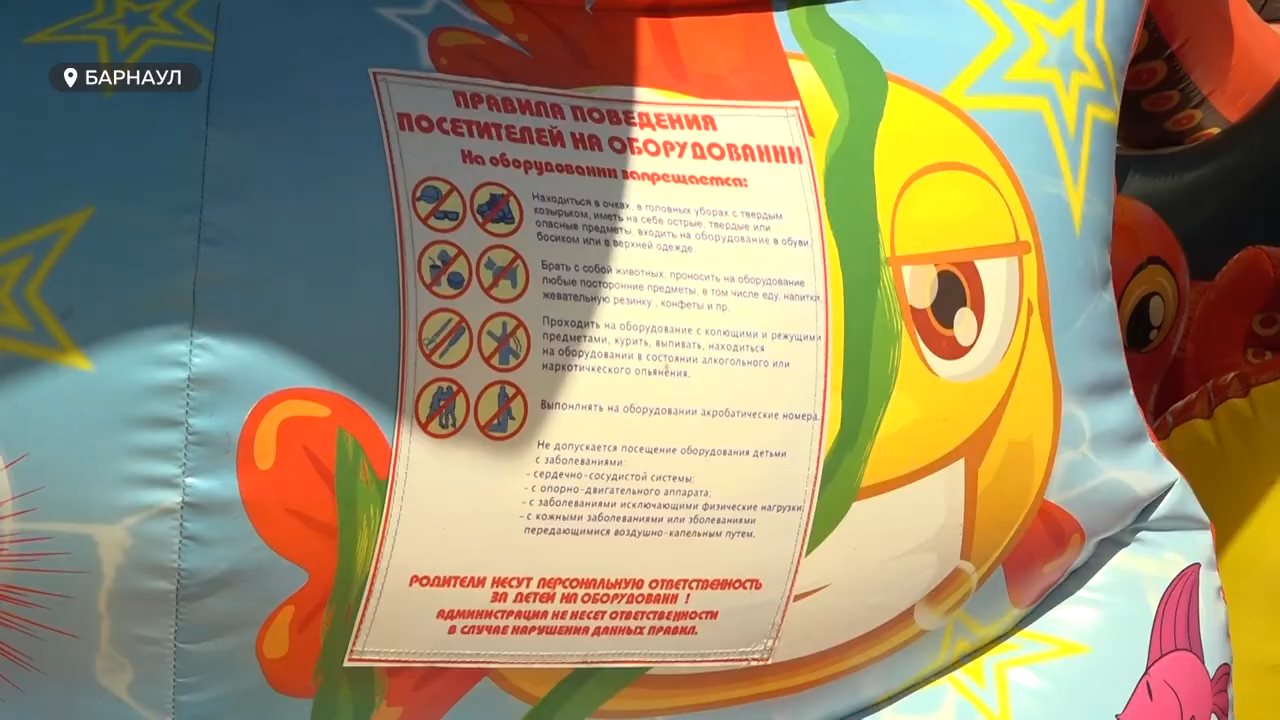 БАРНАУЛ
ПРАВИЛА ПОВЕДЕНИЯ
ПОСЕТИТЕЛЕЙ НА ОБОРУДОВАНИИ
На оборудовании запрещается:
Находиться в очках, в головных уборах с твердым
козырьком, иметь на себе острые, твердые или
опасные предметы, входить на оборудование в обуви,
босиком или в верхней одежде.
Брать с собой животных, проносить на оборудование
любые посторонние предметы, в том числе еду, напитки,
жевательную резинку , конфеты и пр.
Проходить на оборудование с колющими и режущими
предметами, курить, выпивать, находиться
на оборудовании в состоянии алкогольного или
наркотичкеского опьянения.
Выпонлнять на оборудовании акробатические номера.
Не допускается посещение оборудования детьми
с заболеваниями:
- сердечно-сосудистой системы;
- с опорно-двигательного аппарата;
- с заболеваниями исключающими физические нагрузки;
- с кожными заболеваниями или зболеваниями
передающимися воздушно-капельным путем.
РОДИТЕЛИ НЕСУТ ПЕРСОНАЛЬНУЮ ОТВЕТСТВЕННОСТЬ
ЗА ДЕТЕЙ НА ОБОРУДОВАНИ !
АДМИНИСТРАЦИЯ НЕ НЕСЕТ ОТВЕТСТВЕННОСТИ
В СЛУЧАЕ НАРУШЕНИЯ ДАННЫХ ПРАВИЛ.